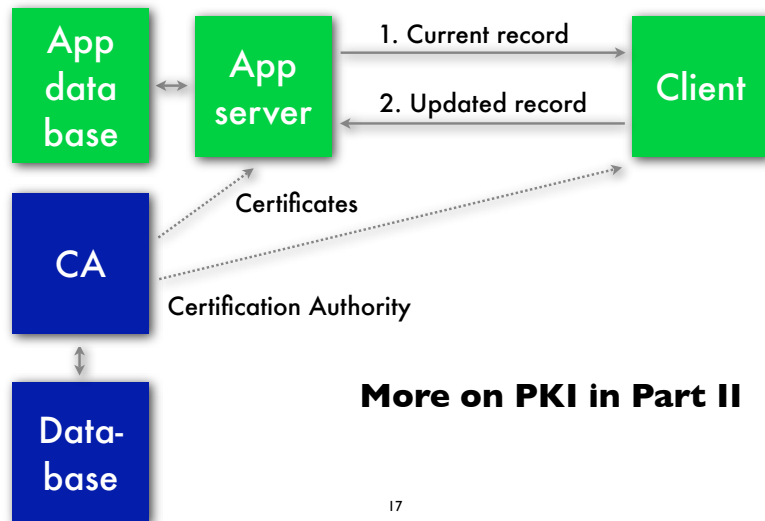 App
data
base
App
server
1. Current record
2. Updated record
Client
Certificates
CA
Certification Authority
Data-
base
More on PKI in Part II
17